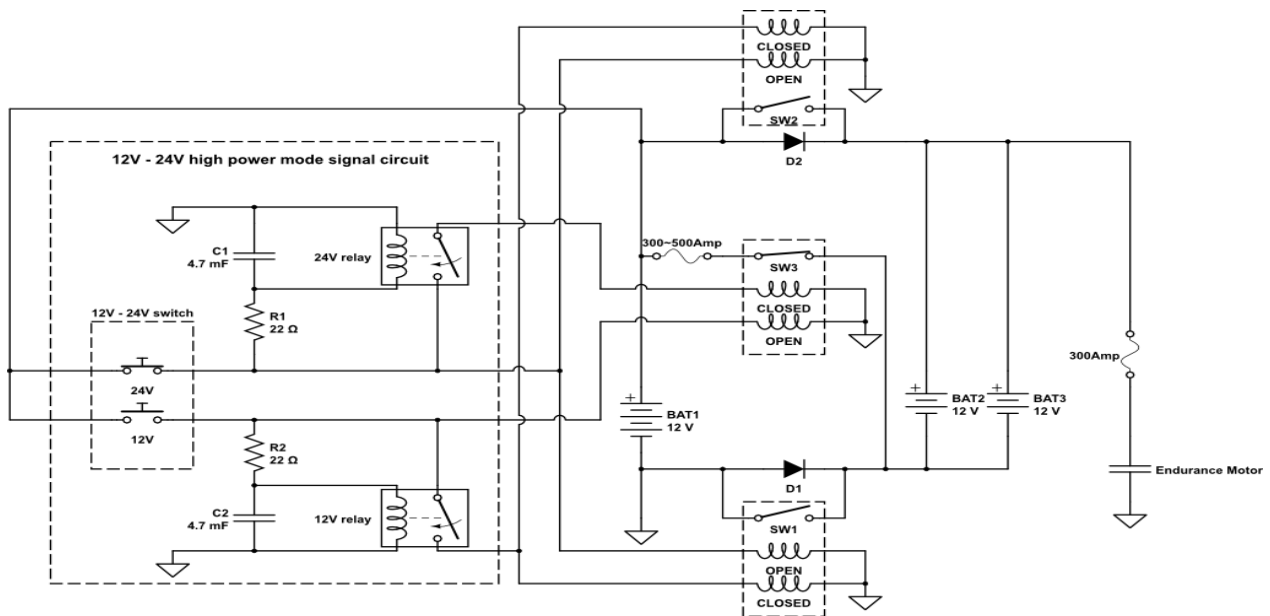 CLOSED
OPEN
SW2
D2
12V - 24V high power mode signal circuit
C1
4.7 mF
24V relay
300~500Amp
SW3
CLOSED
OPEN
12V - 24V switch
R1
22 Ω
24V
12V
300Amp
+
BAT1
12 V
+
BAT2
12 V
+
BAT3
12 V
R2
22 Ω
Endurance Motor
D1
C2
4.7 mF
12V relay
SW1
OPEN
CLOSED